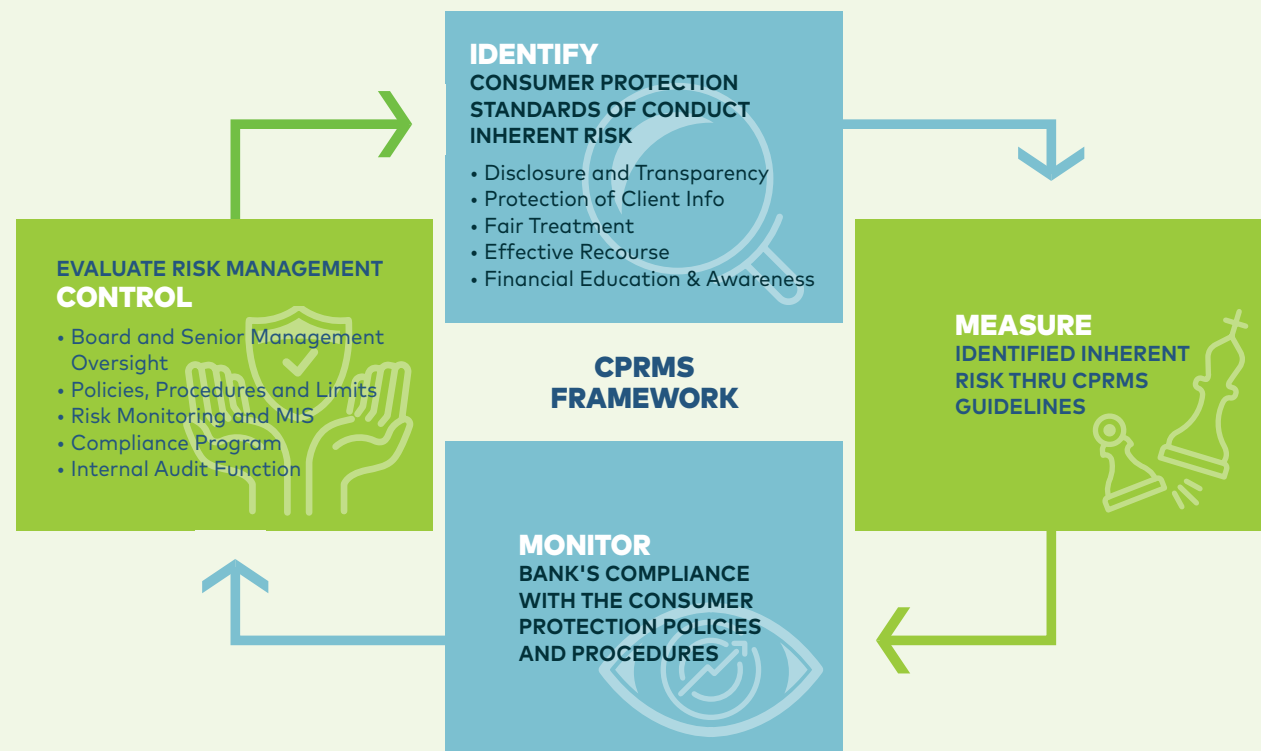 IDENTIFY
CONSUMER PROTECTION
STANDARDS OF CONDUCT
INHERENT RISK
• Disclosure and Transparency
• Protection of Client Info
• Fair Treatment
• Effective Recourse
• Financial Education & Awareness
EVALUATE RISK MANAGEMENT
CONTROL
• Board and Senior Management
Oversight
• Policies, Procedures and Limits
• Risk Monitoring and MIS
• Compliance Program
• Internal Audit Function
CPRMS
FRAMEWORK
MEASURE
IDENTIFIED INHERENT
RISK THRU CPRMS
GUIDELINES
MONITOR
BANK'S COMPLIANCE
WITH THE CONSUMER
PROTECTION POLICIES
AND PROCEDURES